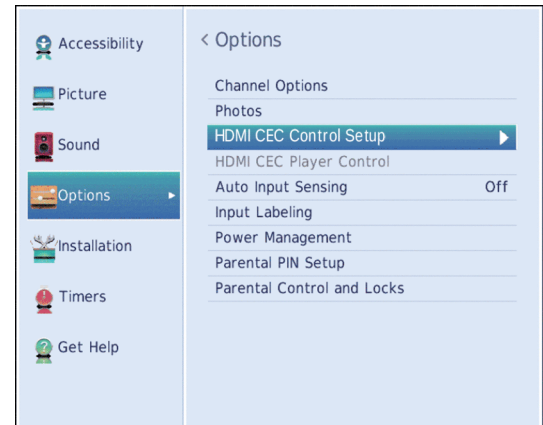 Accessibility
Picture
Sound
Options
Installation
Timers
Get Help
< Options
Channel Options
Photos
HDMI CEC Control Setup
HDMI CEC Player Control
Auto Input Sensing Off
Input Labeling
Power Management
Parental PIN Setup
Parental Control and Locks